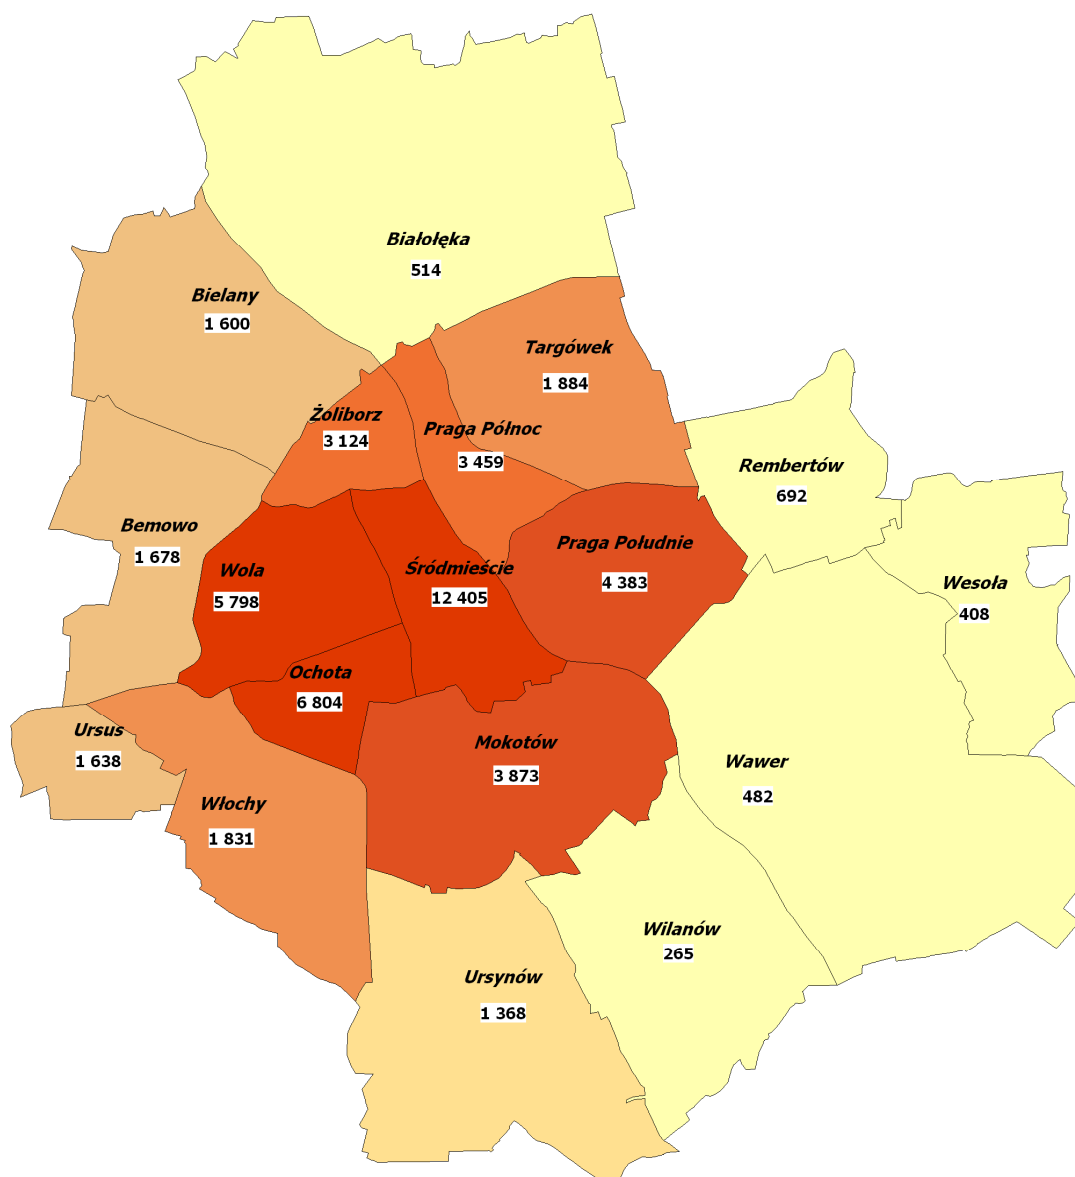 Białołęka
514
Bielany
1 600
Targówek
1 884
Żoliborz
3 124
Praga Północ
3 459
Rembertów
692
Bemowo
1 678
Wola
5 798
Śródmieście
12 405
Praga Południe
4 383
Wesoła
408
Ochota
6 804
Ursus
1 638
Mokotów
3 873
Wawer
482
Włochy
1 831
Wilanów
265
Ursynów
1 368